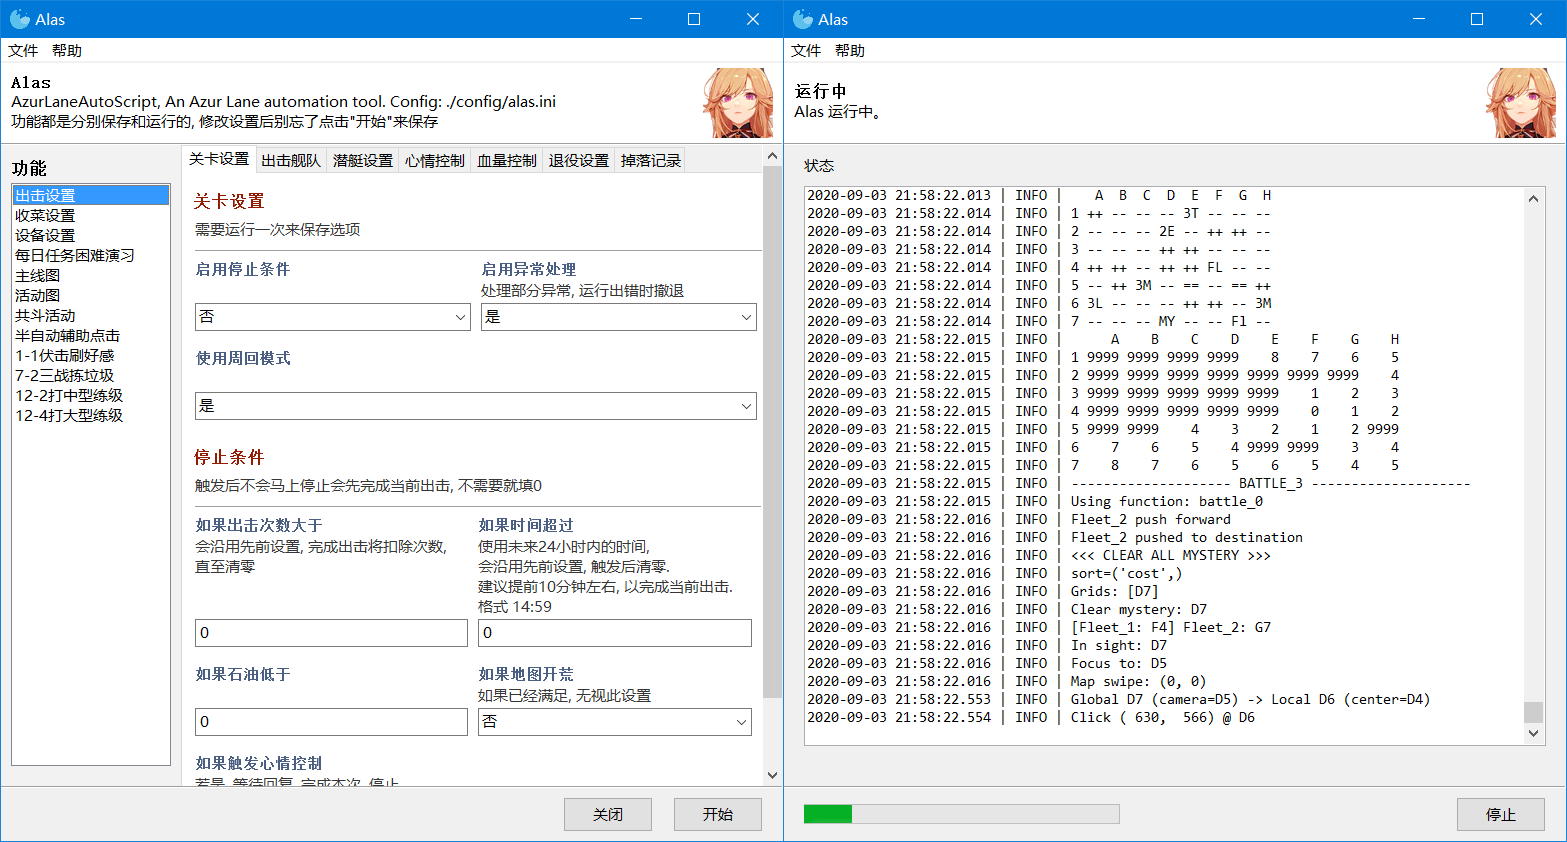 Alas
文件 帮助
Alas
AzurLaneAutoScript, An Azur Lane automation tool. Config: ./config/alas.ini
功能都是分别保存和运行的, 修改设置后别忘了点击"开始"来保存
功能
出击设置
收菜设置
设备设置
每日任务困难演习
主线图
活动图
共斗活动
半自动辅助点击
1-1伏击刷好感
7-2三战拣垃圾
12-2打中型练级
12-4打大型练级
关卡设置 出击舰队 潜艇设置 心情控制 血量控制 退役设置 掉落记录
关卡设置
需要运行一次来保存选项
启用停止条件
否
启用异常处理
处理部分异常, 运行出错时撤退
是
使用周回模式
是
停止条件
触发后不会马上停止会先完成当前出击, 不需要就填0
如果出击次数大于
会沿用先前设置, 完成出击将扣除次数,
直至清零
0
如果时间超过
使用未来24小时内的时间,
会沿用先前设置, 触发后清零.
建议提前10分钟左右, 以完成当前出击.
格式 14:59
0
如果石油低于
0
如果地图开荒
如果已经满足, 无视此设置
否
如果触发心情控制
若是, 等待回复, 完成本次, 停止
关闭 开始
Alas
文件 帮助
运行中
Alas 运行中。
状态
2020-09-03 21:58:22.013 | INFO |    A  B  C  D  E  F  G  H
2020-09-03 21:58:22.014 | INFO | 1 ++ -- -- -- 3T -- -- --
2020-09-03 21:58:22.014 | INFO | 2 -- -- -- 2E -- ++ ++ --
2020-09-03 21:58:22.014 | INFO | 3 -- -- -- ++ ++ -- -- --
2020-09-03 21:58:22.014 | INFO | 4 ++ ++ -- ++ ++ FL -- --
2020-09-03 21:58:22.014 | INFO | 5 -- ++ 3M -- == -- == ++
2020-09-03 21:58:22.014 | INFO | 6 3L -- -- -- ++ ++ -- 3M
2020-09-03 21:58:22.014 | INFO | 7 -- -- -- MY -- -- Fl --
2020-09-03 21:58:22.015 | INFO |      A    B    C    D    E    F    G    H
2020-09-03 21:58:22.015 | INFO | 1 9999 9999 9999 9999    8    7    6    5
2020-09-03 21:58:22.015 | INFO | 2 9999 9999 9999 9999 9999 9999 9999    4
2020-09-03 21:58:22.015 | INFO | 3 9999 9999 9999 9999 9999    1    2    3
2020-09-03 21:58:22.015 | INFO | 4 9999 9999 9999 9999 9999    0    1    2
2020-09-03 21:58:22.015 | INFO | 5 9999 9999    4    3    2    1    2 9999
2020-09-03 21:58:22.015 | INFO | 6    7    6    5    4 9999 9999    3    4
2020-09-03 21:58:22.015 | INFO | 7    8    7    6    5    6    5    4    5
2020-09-03 21:58:22.015 | INFO | -------------------- BATTLE_3 --------------------
2020-09-03 21:58:22.015 | INFO | Using function: battle_0
2020-09-03 21:58:22.016 | INFO | Fleet_2 push forward
2020-09-03 21:58:22.016 | INFO | Fleet_2 pushed to destination
2020-09-03 21:58:22.016 | INFO | <<< CLEAR ALL MYSTERY >>>
2020-09-03 21:58:22.016 | INFO | sort=('cost',)
2020-09-03 21:58:22.016 | INFO | Grids: [D7]
2020-09-03 21:58:22.016 | INFO | Clear mystery: D7
2020-09-03 21:58:22.016 | INFO | [Fleet_1: F4] Fleet_2: G7
2020-09-03 21:58:22.016 | INFO | In sight: D7
2020-09-03 21:58:22.016 | INFO | Focus to: D5
2020-09-03 21:58:22.016 | INFO | Map swipe: (0, 0)
2020-09-03 21:58:22.553 | INFO | Global D7 (camera=D5) -> Local D6 (center=D4)
2020-09-03 21:58:22.554 | INFO | Click ( 630,  566) @ D6
停止